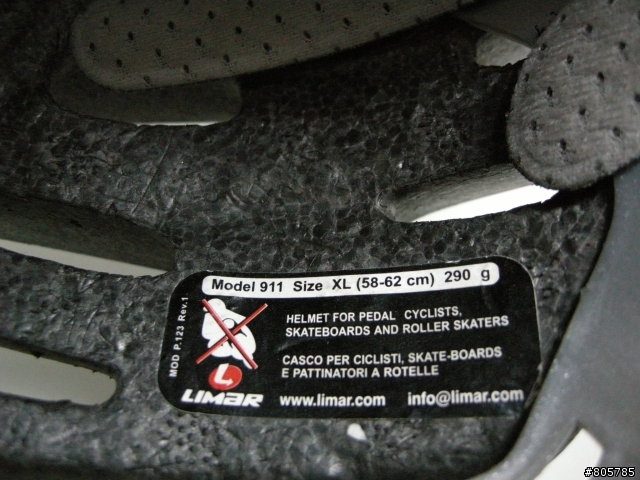 Model 911 Size XL (58-62 cm) 290 g
MOD P.123 Rev.1
HELMET FOR PEDAL CYCLISTS,
SKATEBOARDS AND ROLLER SKATERS
CASCO PER CICLISTI, SKATE-BOARDS
E PATTINATORI A ROTELLE
L
LIMAR www.limar.com info@limar.com
#805785